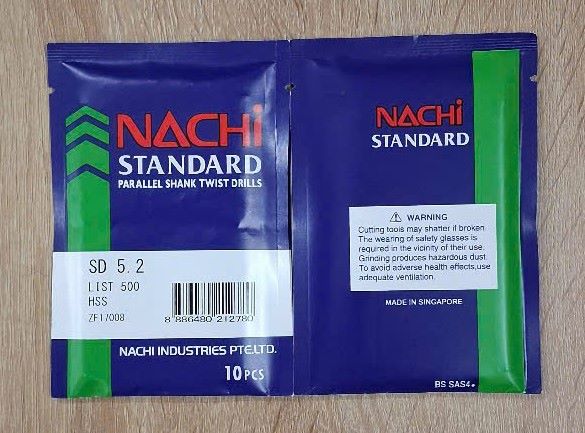 NACHi
STANDARD
PARALLEL SHANK TWIST DRILLS
SD 5.2
LIST 500
HSS
ZF17008
8 886480 212780
NACHI INDUSTRIES PTE.LTD.
10 PCS
NACHi
STANDARD
⚠ WARNING
Cutting tools may shatter if broken.
The wearing of safety glasses is
required in the vicinity of their use.
Grinding produces hazardous dust.
To avoid adverse health effects,use
adequate ventilation.
MADE IN SINGAPORE
BS SAS4